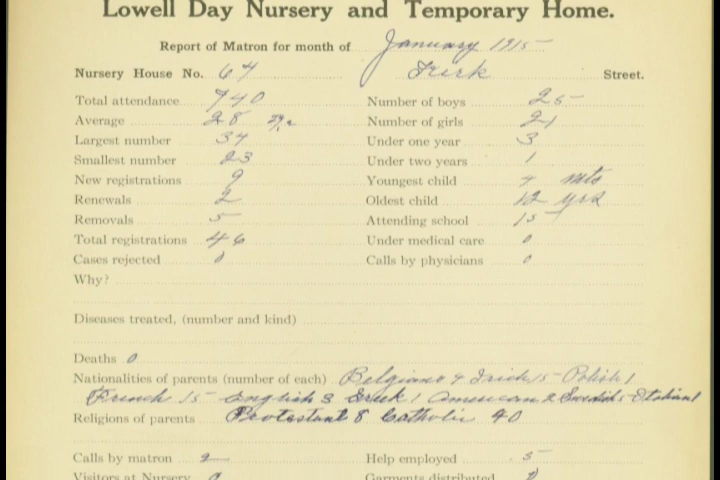 Lowell Day Nursery and Temporary Home.
Report of Matron for month of January 1915
Nursery House No. 64 Kirk Street.
Total attendance 740 Number of boys 25
Average 28 Number of girls 21
Largest number 34 Under one year 3
Smallest number 23 Under two years 1
New registrations 9 Youngest child 4 mts
Renewals 2 Oldest child 12 yrs
Removals 5 Attending school 15
Total registrations 46 Under medical care 0
Cases rejected 0 Calls by physicians 0
Why?
Diseases treated, (number and kind)
Deaths 0
Nationalities of parents (number of each) Belgians 4 Irish 15 Polish 1
French 15 English 3 Greek 1 American 2 Swedish 5 Italian 1
Religions of parents Protestant 8 Catholic 40
Calls by matron 2 Help employed 5
Visitors at Nursery Garments distributed